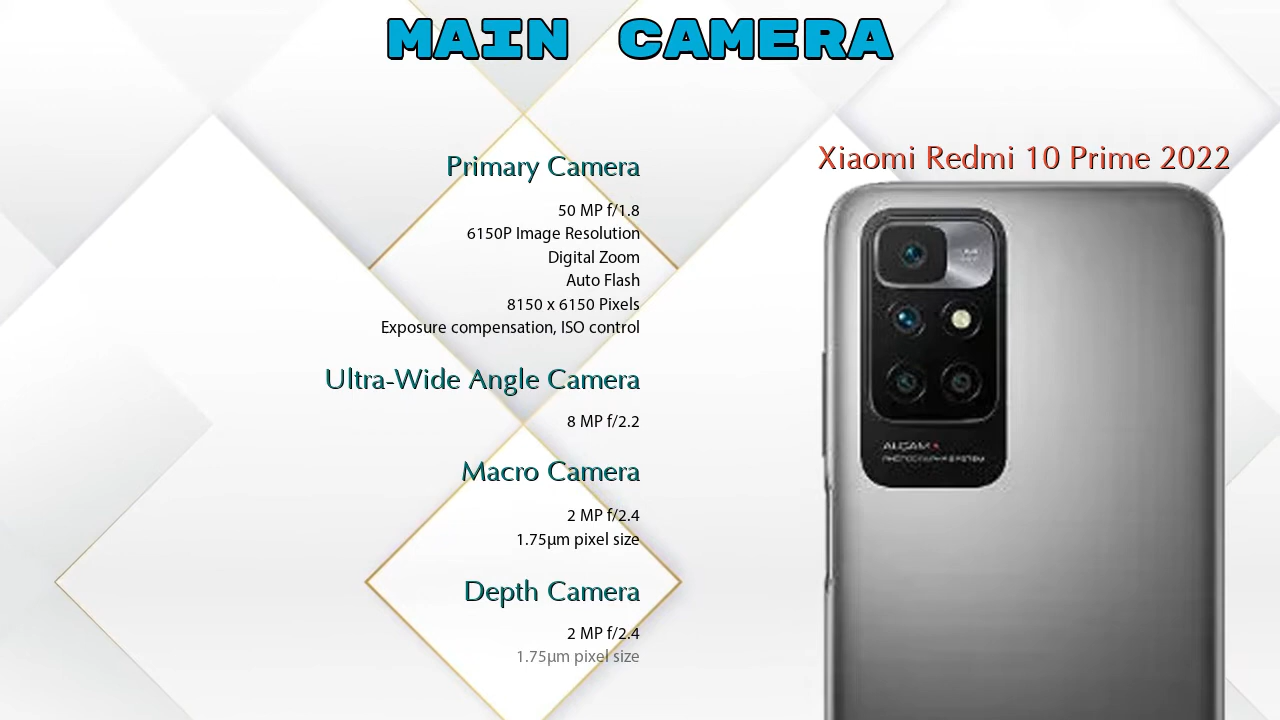 MAIN CAMERA
Primary Camera
50 MP f/1.8
6150P Image Resolution
Digital Zoom
Auto Flash
8150 x 6150 Pixels
Exposure compensation, ISO control
Ultra-Wide Angle Camera
8 MP f/2.2
Macro Camera
2 MP f/2.4
1.75µm pixel size
Depth Camera
2 MP f/2.4
1.75µm pixel size
Xiaomi Redmi 10 Prime 2022